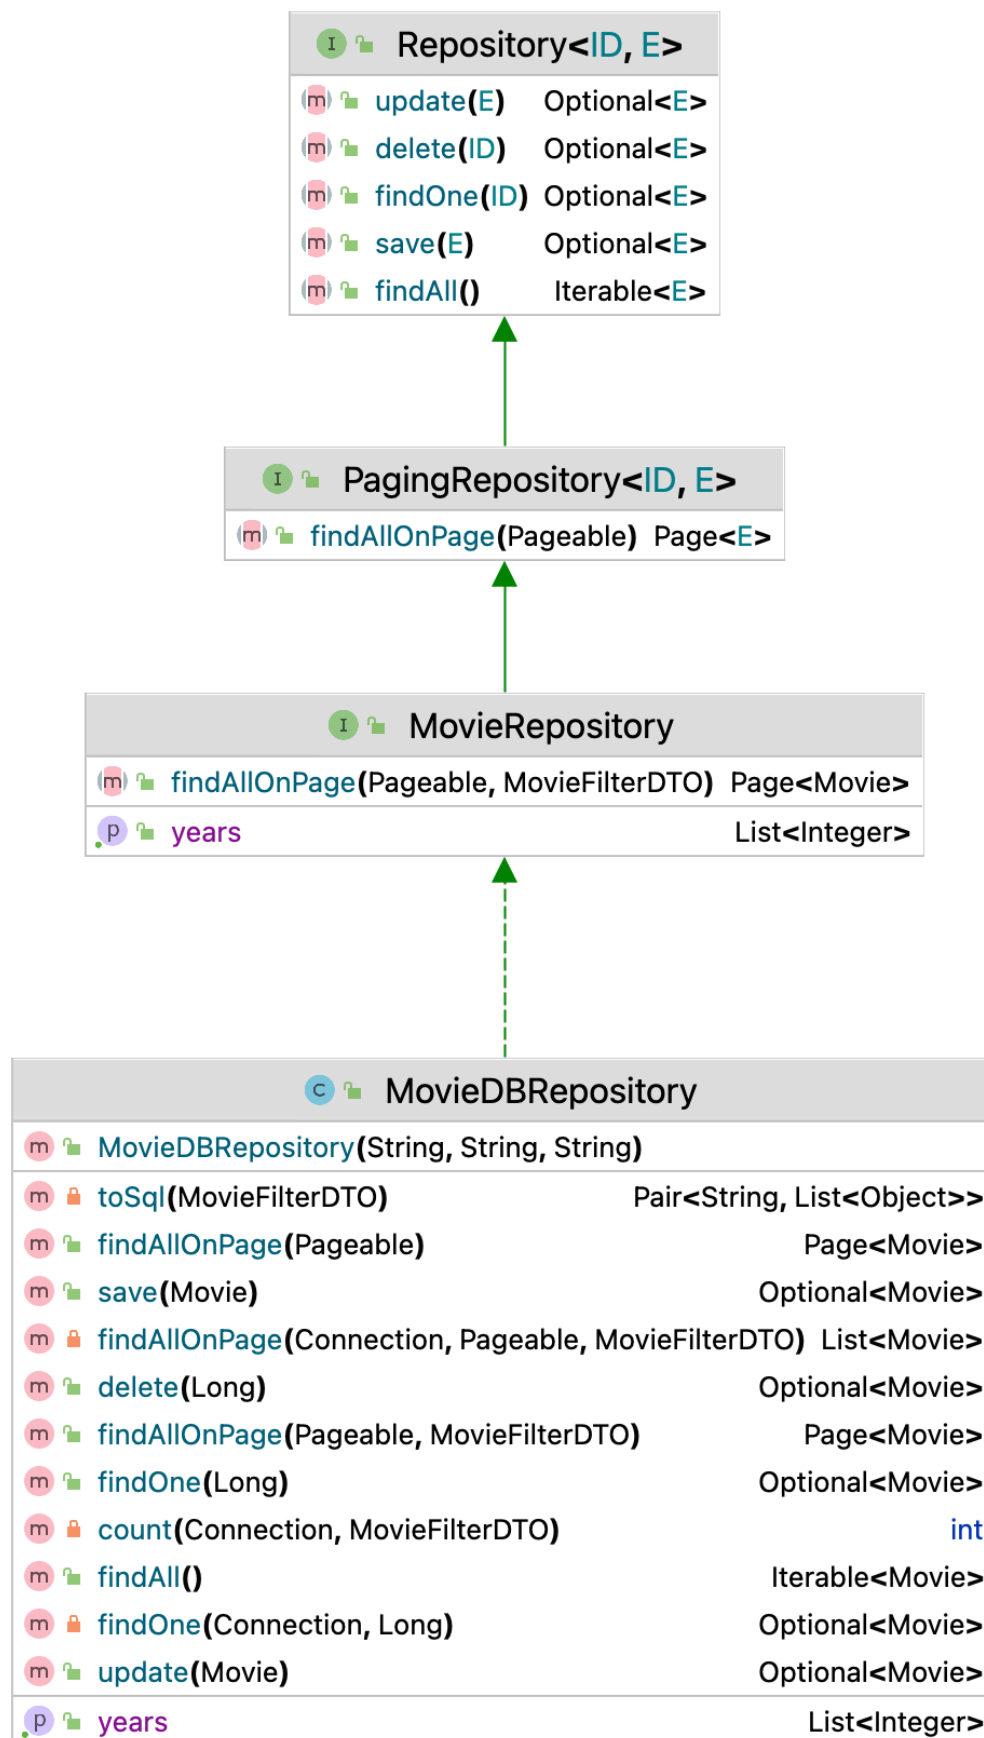 I Repository<ID, E>
m update(E) Optional<E>
m delete(ID) Optional<E>
m findOne(ID) Optional<E>
m save(E) Optional<E>
m findAll() Iterable<E>
I PagingRepository<ID, E>
m findAllOnPage(Pageable) Page<E>
I MovieRepository
m findAllOnPage(Pageable, MovieFilterDTO) Page<Movie>
p years List<Integer>
C MovieDBRepository
m MovieDBRepository(String, String, String)
m toSql(MovieFilterDTO) Pair<String, List<Object>>
m findAllOnPage(Pageable) Page<Movie>
m save(Movie) Optional<Movie>
m findAllOnPage(Connection, Pageable, MovieFilterDTO) List<Movie>
m delete(Long) Optional<Movie>
m findAllOnPage(Pageable, MovieFilterDTO) Page<Movie>
m findOne(Long) Optional<Movie>
m count(Connection, MovieFilterDTO) int
m findAll() Iterable<Movie>
m findOne(Connection, Long) Optional<Movie>
m update(Movie) Optional<Movie>
p years List<Integer>